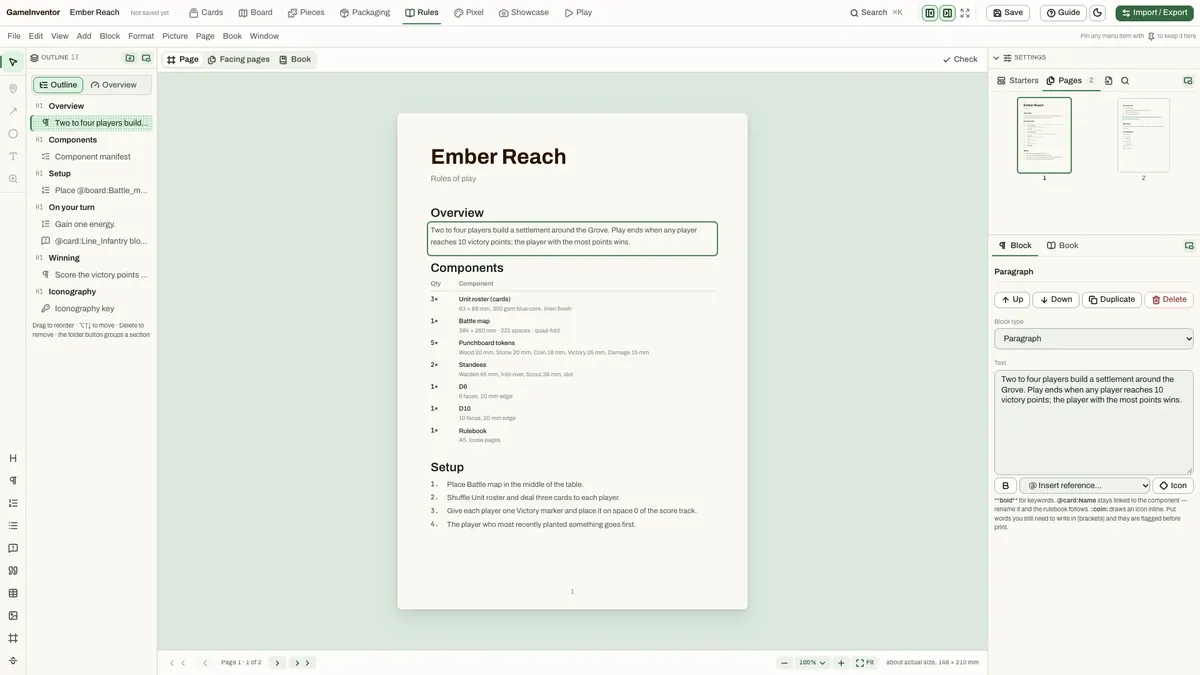 GameInventor Ember Reach Not saved yet Cards Board Pieces Packaging Rules Pixel Showcase Play Search ⌘K Save Guide Import / Export
File Edit View Add Block Format Picture Page Book Window Pin any menu item with to keep it here
OUTLINE 13
Outline Overview
H1 Overview
Two to four players build...
H1 Components
Component manifest
H1 Setup
Place @board:Battle_m...
H1 On your turn
Gain one energy.
@card:Line_Infantry blo...
H1 Winning
Score the victory points ...
H1 Iconography
Iconography key
Drag to reorder · ⌥↑↓ to move · Delete to
remove · the folder button groups a section
Page Facing pages Book Check
Ember Reach
Rules of play
Overview
Two to four players build a settlement around the Grove. Play ends when any player
reaches 10 victory points; the player with the most points wins.
Components
Qty Component
3× Unit roster (cards)
63 × 88 mm, 300 gsm blue-core, linen finish
1× Battle map
384 × 260 mm · 221 spaces · quad-fold
5× Punchboard tokens
Wood 20 mm, Stone 20 mm, Coin 18 mm, Victory 25 mm, Damage 15 mm
2× Standees
Warden 45 mm, fold-over, Scout 38 mm, slot
1× D6
6 faces, 20 mm edge
1× D10
10 faces, 20 mm edge
1× Rulebook
A5, loose pages
Setup
1. Place Battle map in the middle of the table.
2. Shuffle Unit roster and deal three cards to each player.
3. Give each player one Victory marker and place it on space 0 of the score track.
4. The player who most recently planted something goes first.
1
Page 1 · 1 of 2
100% Fit about actual size, 148 × 210 mm
SETTINGS
Starters Pages 2
1 2
Block Book
Paragraph
Up Down Duplicate Delete
Block type
Paragraph
Text
Two to four players build a settlement around the
Grove. Play ends when any player reaches 10
victory points; the player with the most points wins.
B @ Insert reference... Icon
**bold** for keywords. @card:Name stays linked to the component —
rename it and the rulebook follows. :coin: draws an icon inline. Put
words you still need to write in [brackets] and they are flagged before
print.